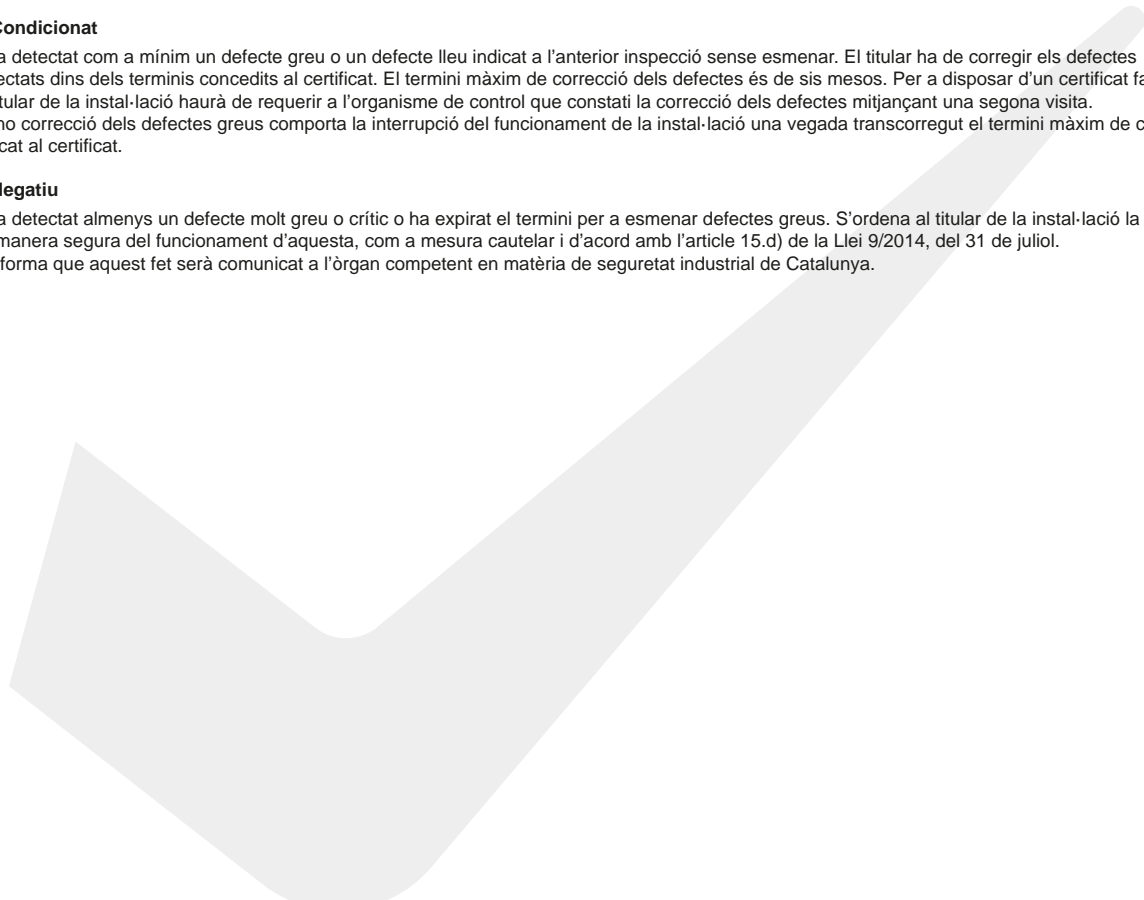 Condicionat
a detectat com a mínim un defecte greu o un defecte lleu indicat a l’anterior inspecció sense esmenar. El titular ha de corregir els defectes
ectats dins dels terminis concedits al certificat. El termini màxim de correcció dels defectes és de sis mesos. Per a disposar d’un certificat fa
tular de la instal·lació haurà de requerir a l’organisme de control que constati la correcció dels defectes mitjançant una segona visita.
no correcció dels defectes greus comporta la interrupció del funcionament de la instal·lació una vegada transcorregut el termini màxim de c
cat al certificat.
Negatiu
a detectat almenys un defecte molt greu o crític o ha expirat el termini per a esmenar defectes greus. S’ordena al titular de la instal·lació la
manera segura del funcionament d’aquesta, com a mesura cautelar i d’acord amb l’article 15.d) de la Llei 9/2014, del 31 de juliol.
forma que aquest fet serà comunicat a l’òrgan competent en matèria de seguretat industrial de Catalunya.